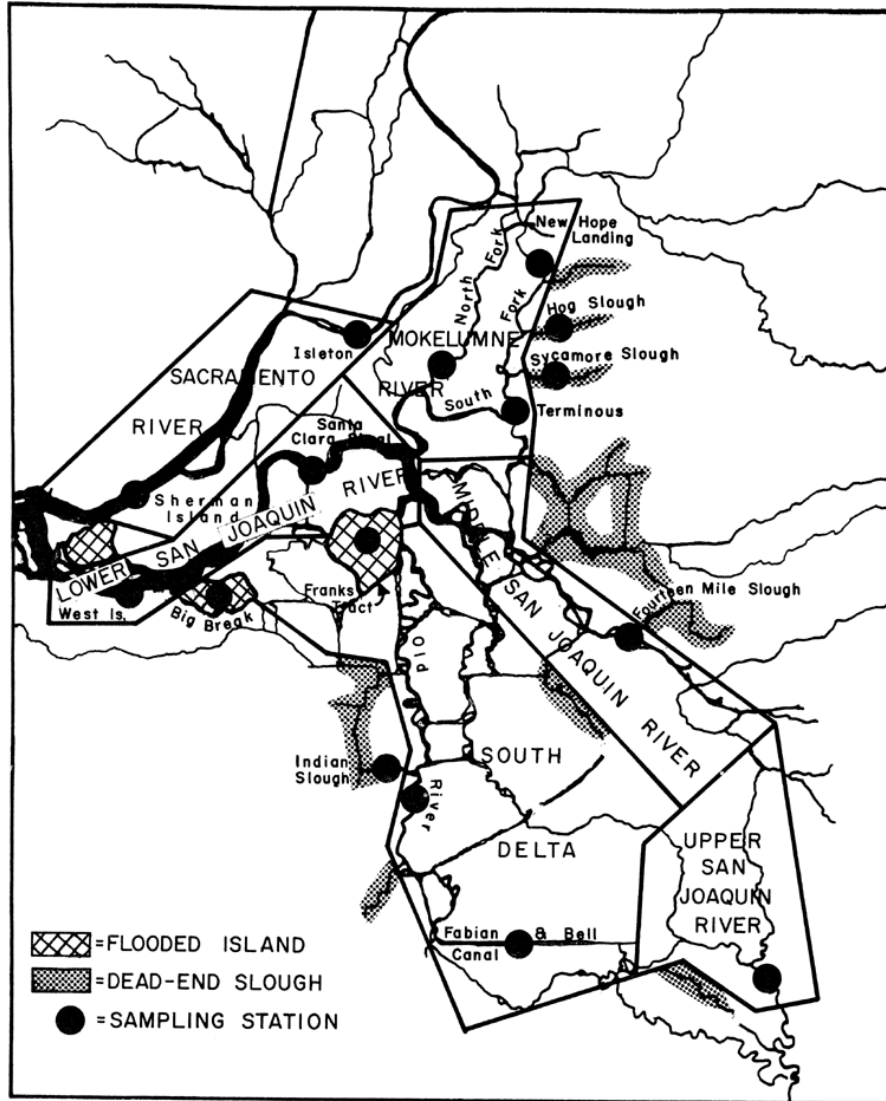 New Hope
Landing
North Fork
Fork
Hog Slough
Isleton
MOKELUMNE
Sycamore Slough
SACRAMENTO
RIVER
South
Terminous
RIVER
Santa
Clara
Sherman
Island
LOWER SAN JOAQUIN RIVER
MIDDLE SAN JOAQUIN RIVER
West Is.
Big Break
Franks
Tract
Fourteen Mile Slough
Old
River
SOUTH
Indian
Slough
DELTA
UPPER
SAN
JOAQUIN
RIVER
Fabian & Bell
Canal
=FLOODED ISLAND
=DEAD-END SLOUGH
=SAMPLING STATION